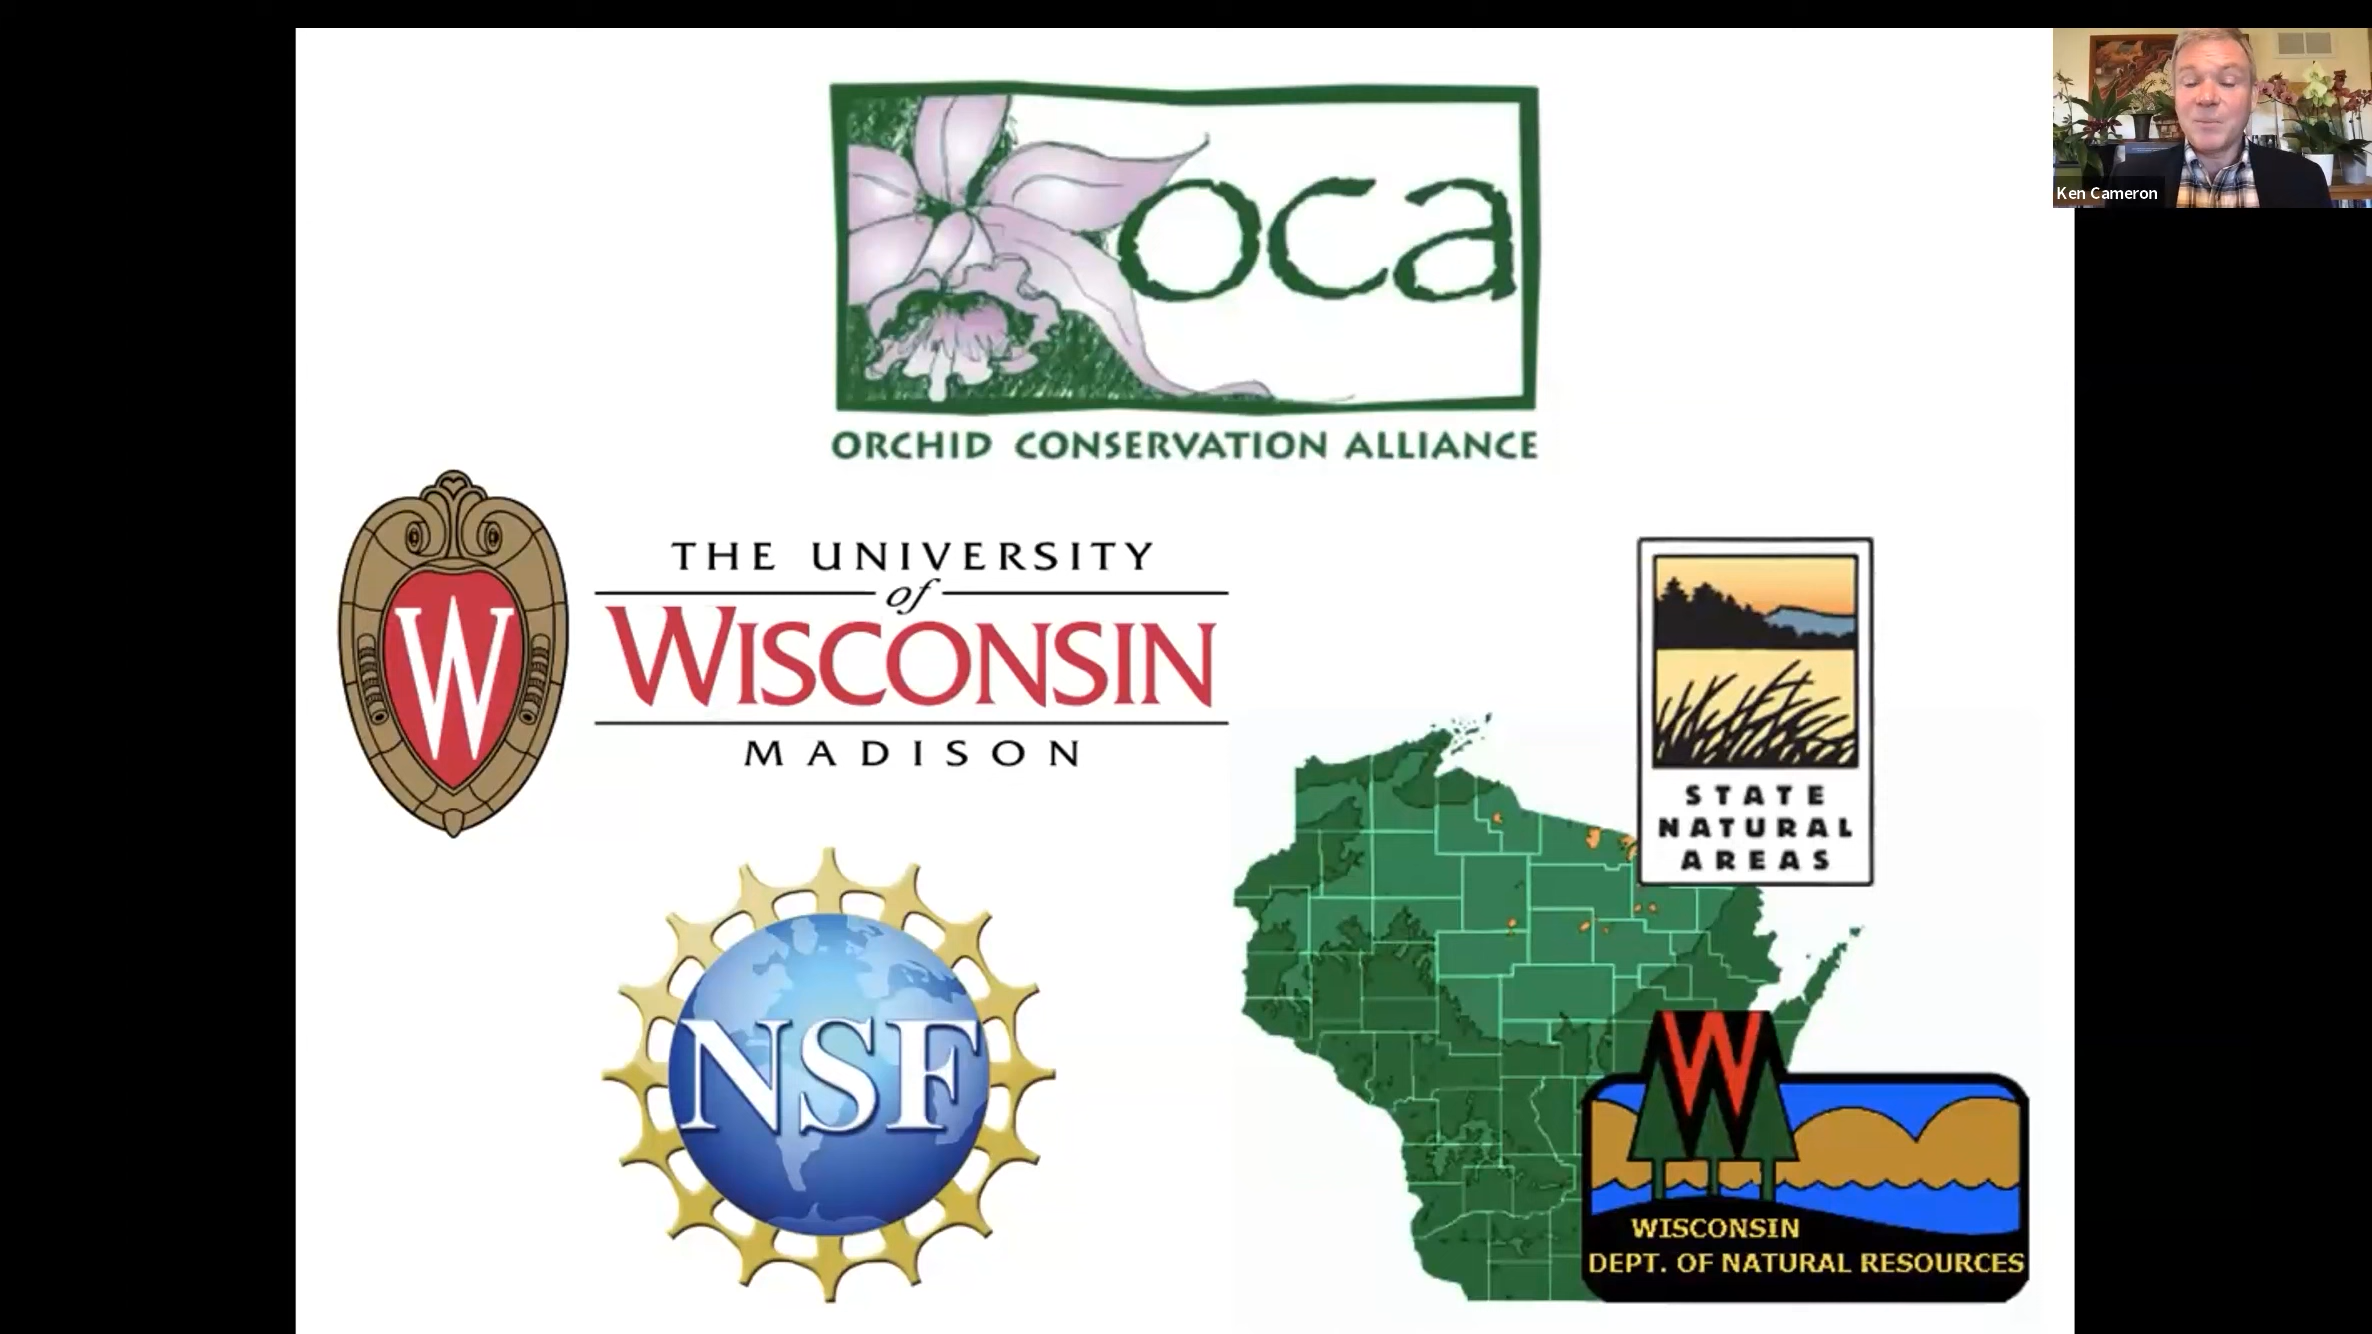 Ken Cameron
oca
ORCHID CONSERVATION ALLIANCE
W
THE UNIVERSITY
of
WISCONSIN
MADISON
STATE
NATURAL
AREAS
NSF
W
WISCONSIN
DEPT. OF NATURAL RESOURCES